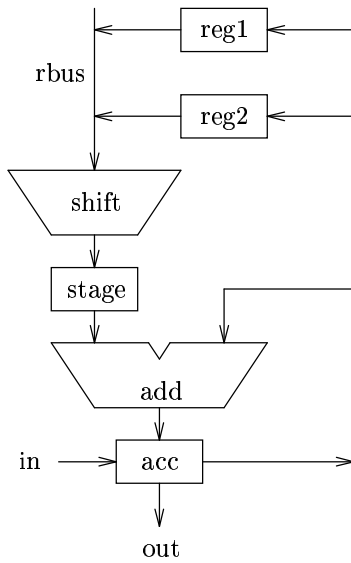 reg1
rbus
reg2
shift
stage
add
in
acc
out